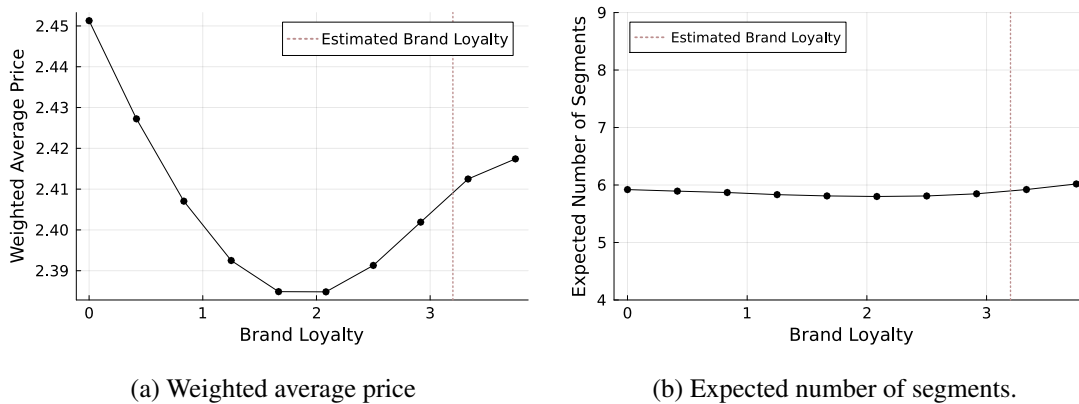 2.45
2.44
2.43
2.42
2.41
2.40
2.39
0
1
2
3
Weighted Average Price
Brand Loyalty
Estimated Brand Loyalty
(a) Weighted average price
9
8
7
6
5
4
0
1
2
3
Expected Number of Segments
Brand Loyalty
Estimated Brand Loyalty
(b) Expected number of segments.